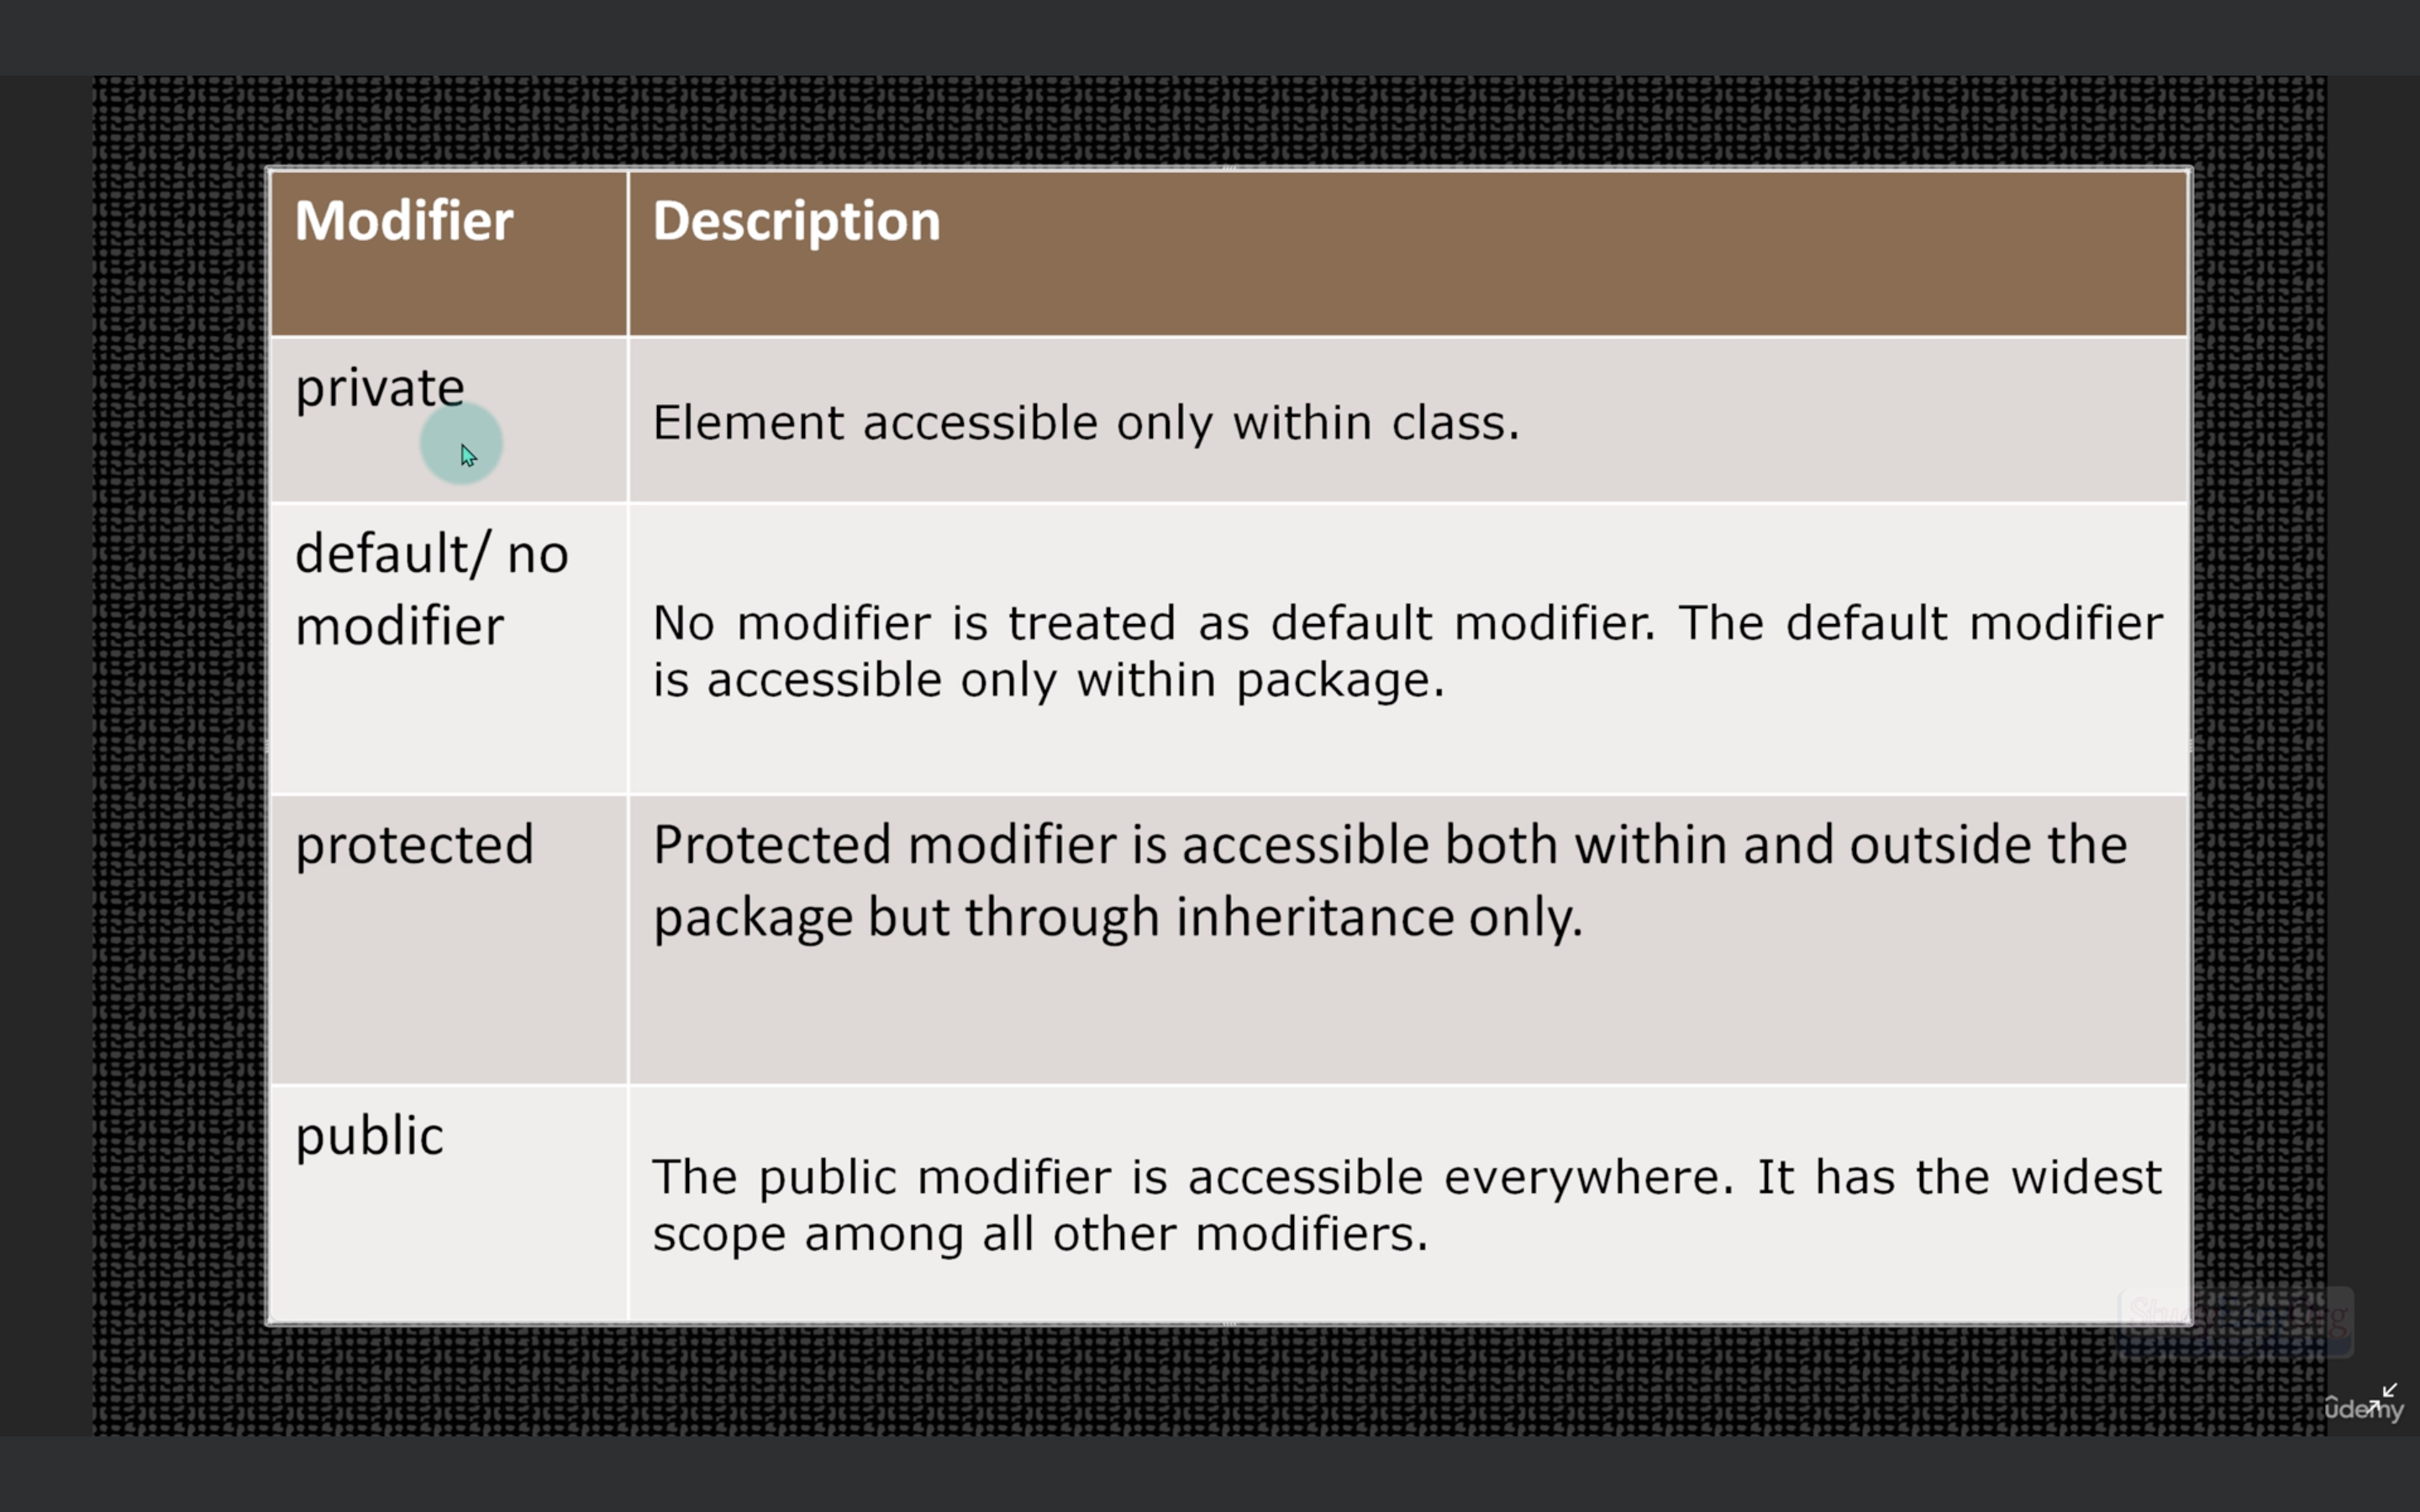 Modifier
Description
private
Element accessible only within class.
default/ no
modifier
No modifier is treated as default modifier. The default modifier
is accessible only within package.
protected
Protected modifier is accessible both within and outside the
package but through inheritance only.
public
The public modifier is accessible everywhere. It has the widest
scope among all other modifiers.
ûdemy